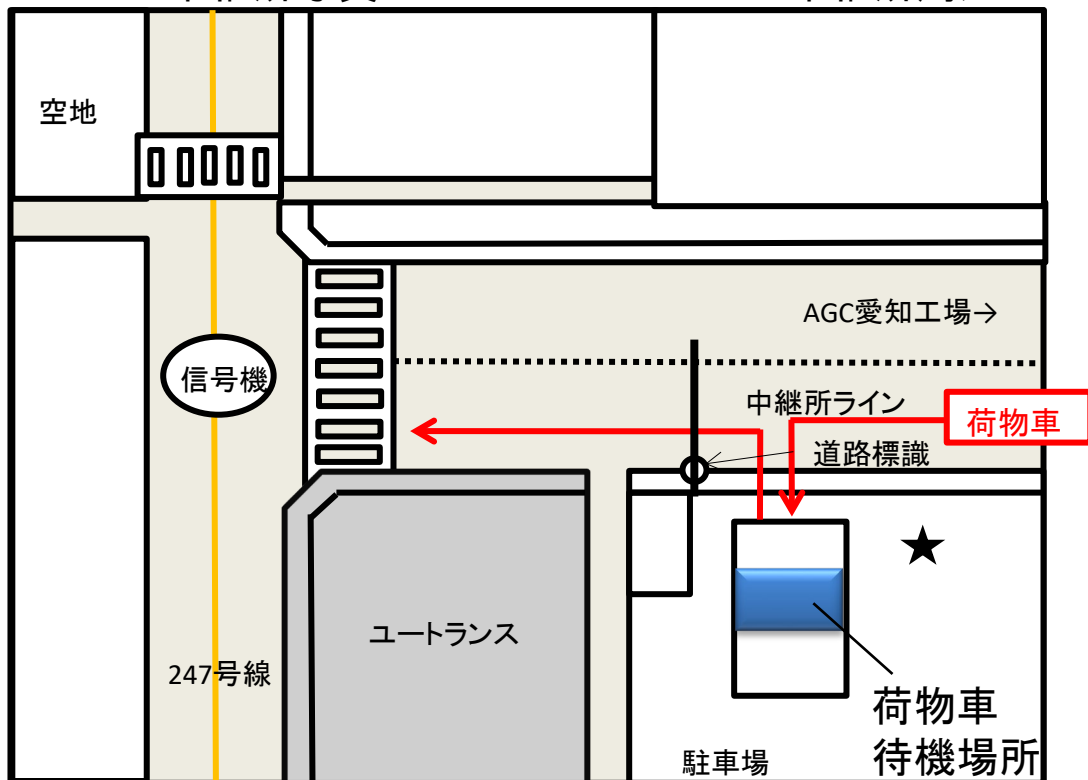 空地
AGC愛知工場→
信号機
中継所ライン
荷物車
道路標識
★
ユートランス
247号線
荷物車
待機場所
駐車場